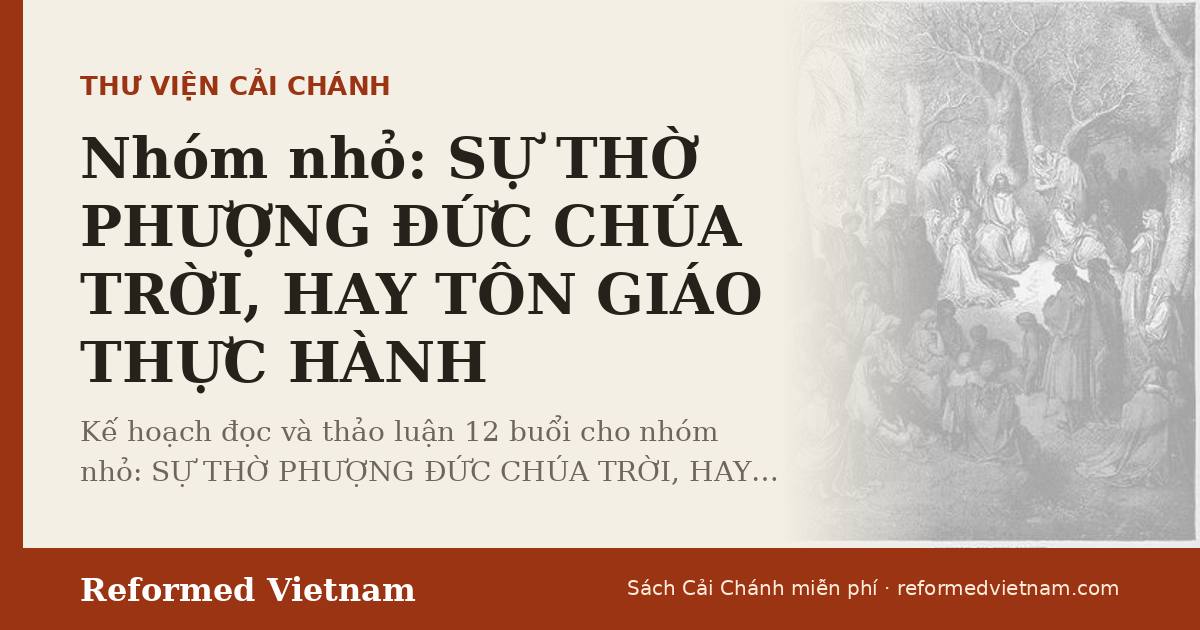 THƯ VIỆN CẢI CHÁNH
Nhóm nhỏ: SỰ THỜ
PHƯỢNG ĐỨC CHÚA
TRỜI, HAY TÔN GIÁO
THỰC HÀNH
Kế hoạch đọc và thảo luận 12 buổi cho nhóm
nhỏ: SỰ THỜ PHƯỢNG ĐỨC CHÚA TRỜI, HAY...
Reformed Vietnam
Sách Cải Chánh miễn phí · reformedvietnam.com